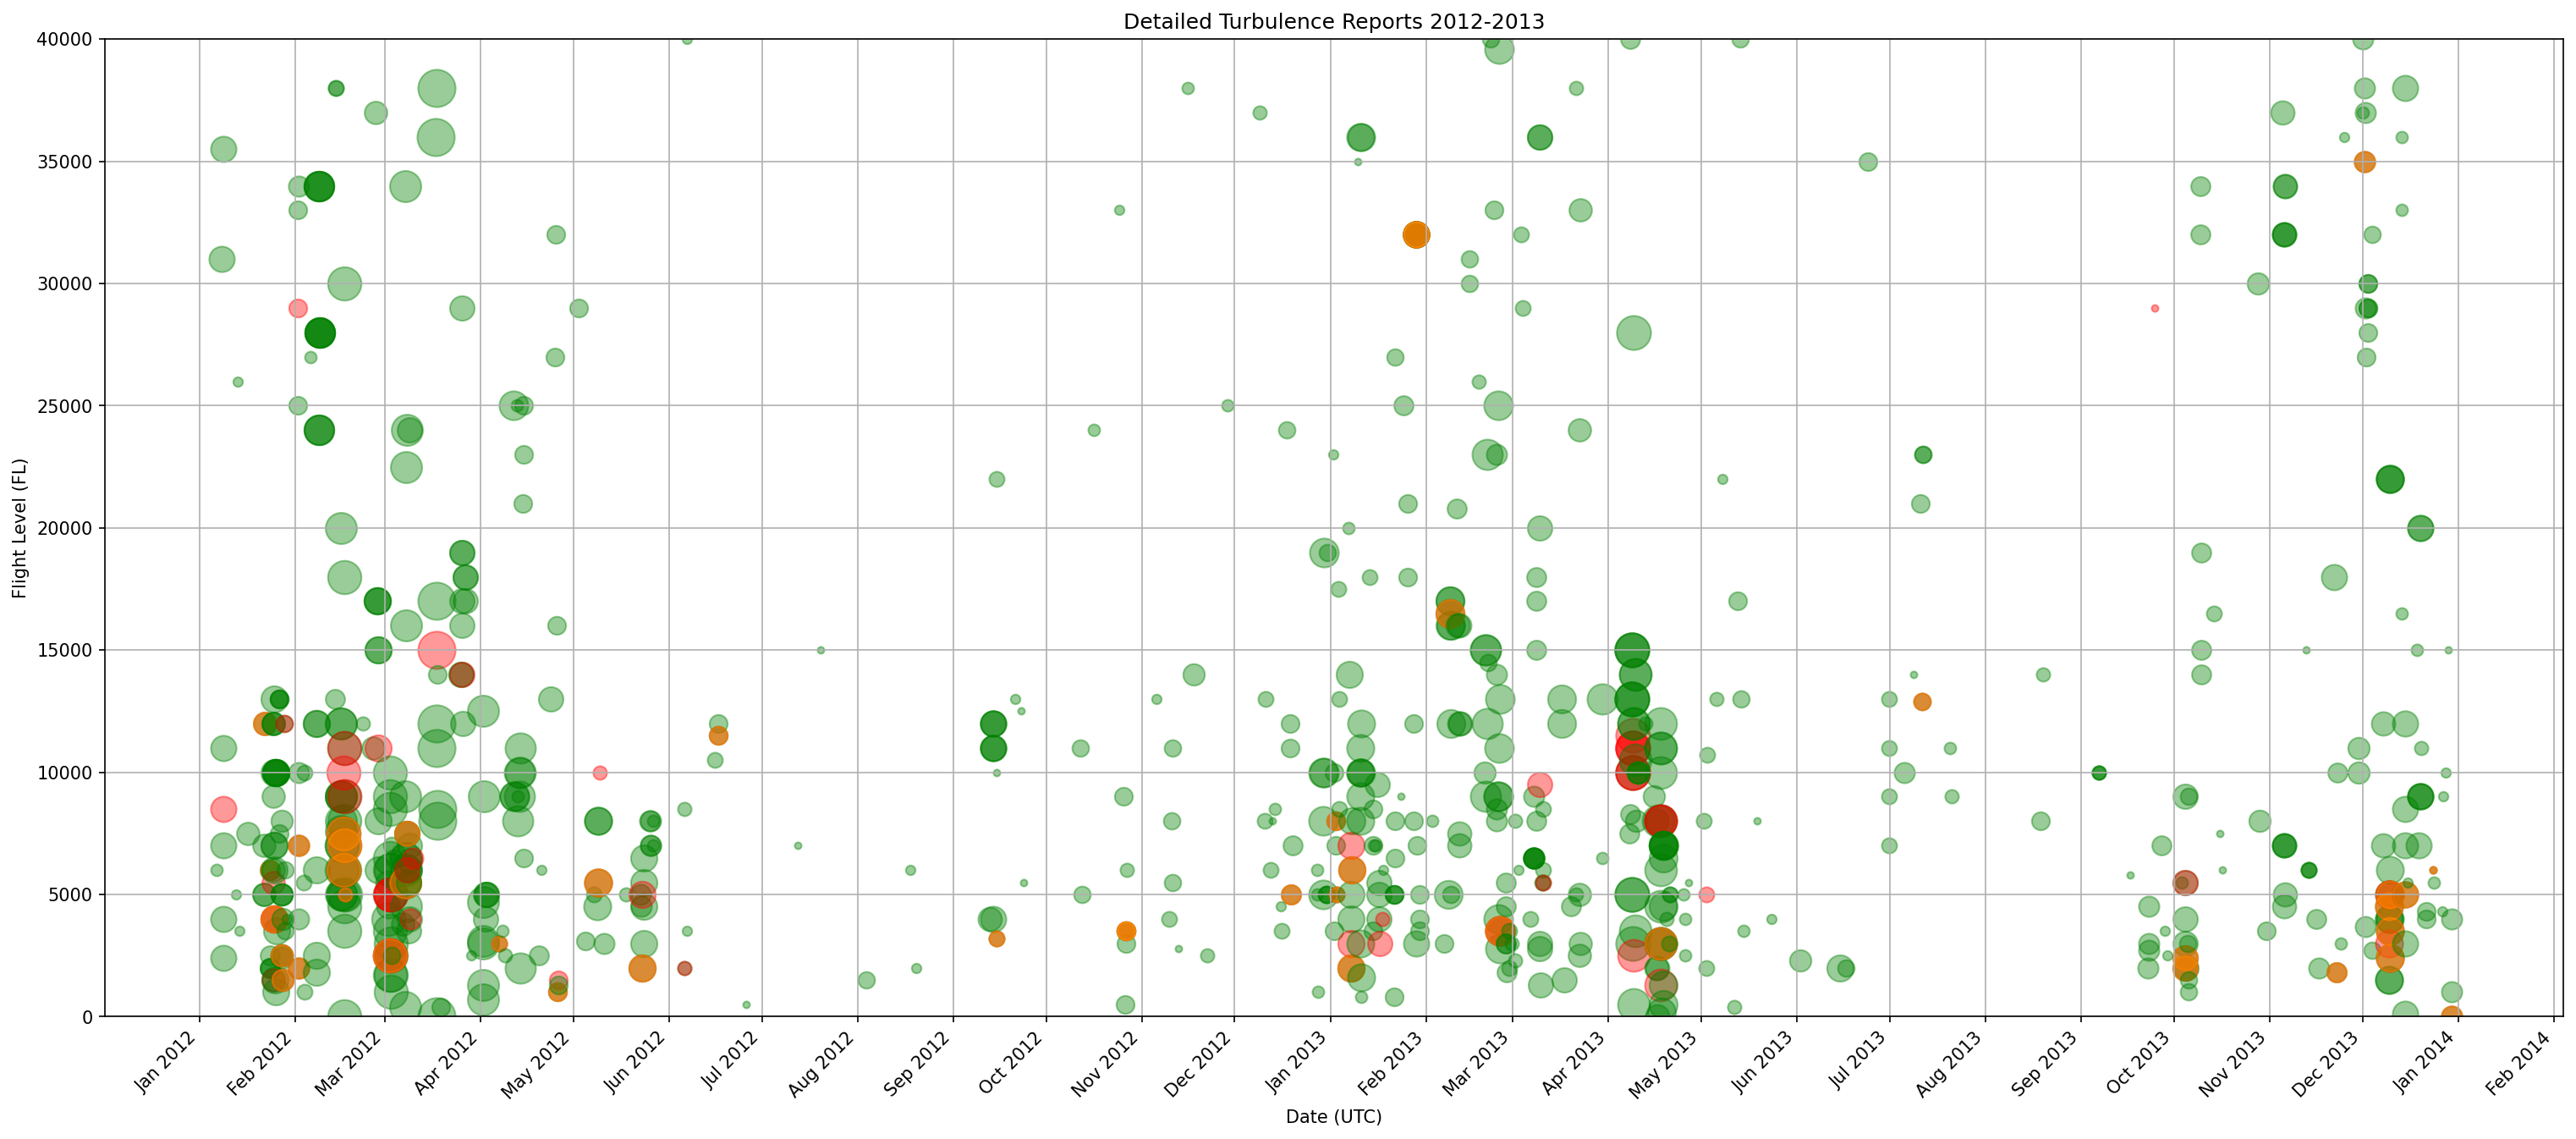 Detailed Turbulence Reports 2012-2013
Flight Level (FL)
40000
35000
30000
25000
20000
15000
10000
5000
0
Jan 2012
Feb 2012
Mar 2012
Apr 2012
May 2012
Jun 2012
Jul 2012
Aug 2012
Sep 2012
Oct 2012
Nov 2012
Dec 2012
Jan 2013
Feb 2013
Mar 2013
Apr 2013
May 2013
Jun 2013
Jul 2013
Aug 2013
Sep 2013
Oct 2013
Nov 2013
Dec 2013
Jan 2014
Feb 2014
Date (UTC)